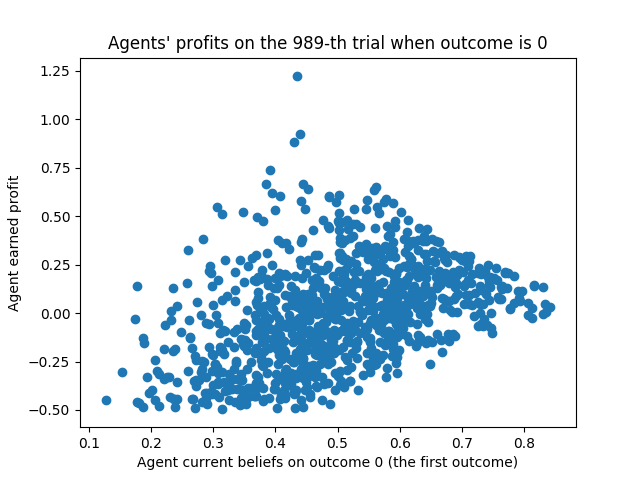 Agents' profits on the 989-th trial when outcome is 0
1.25
1.00
0.75
0.50
0.25
0.00
−0.25
−0.50
Agent earned profit
0.1 0.2 0.3 0.4 0.5 0.6 0.7 0.8
Agent current beliefs on outcome 0 (the first outcome)